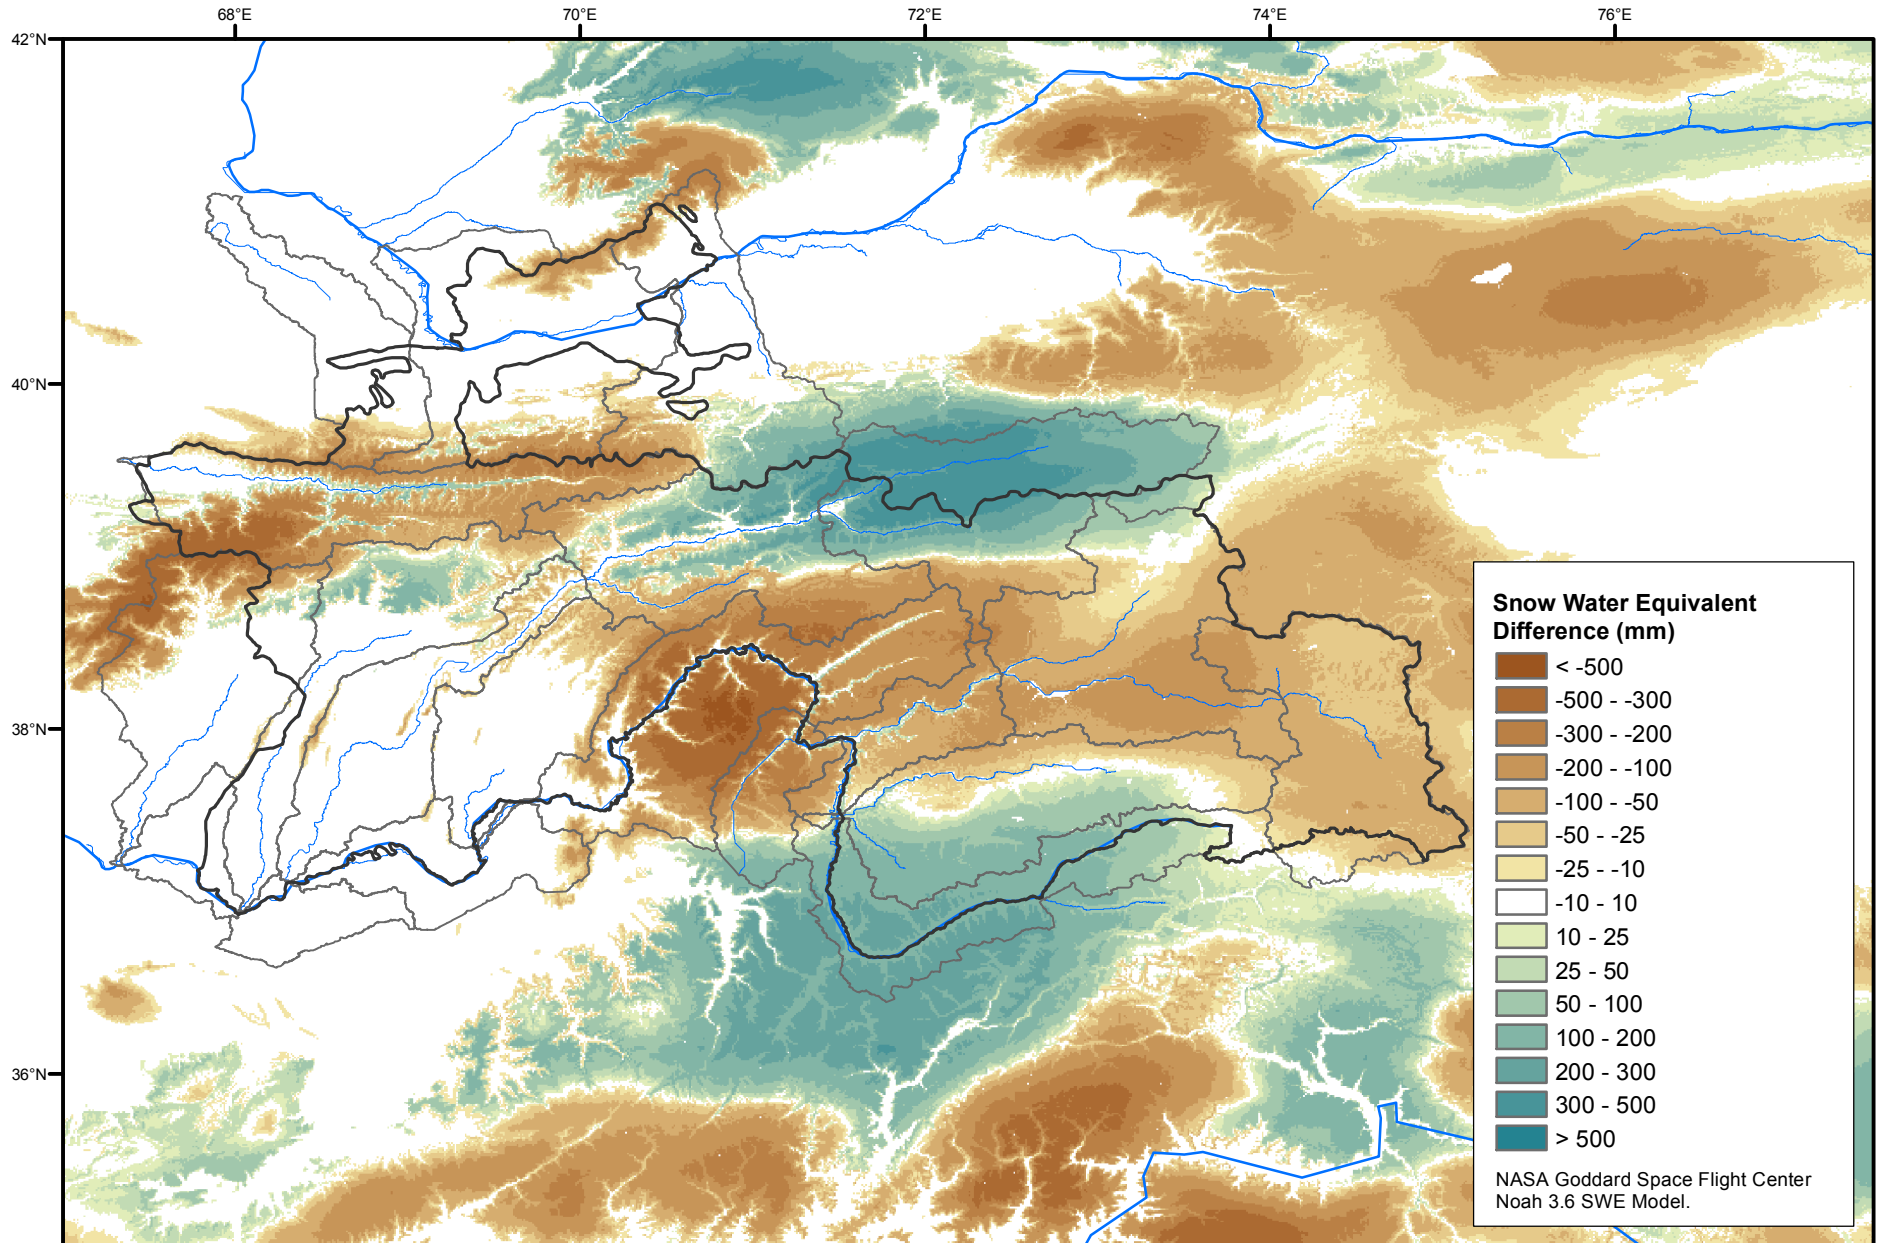 68°E
70°E
72°E
74°E
76°E
42°N
40°N
38°N
36°N
Snow Water Equivalent
Difference (mm)
< -500
-500 - -300
-300 - -200
-200 - -100
-100 - -50
-50 - -25
-25 - -10
-10 - 10
10 - 25
25 - 50
50 - 100
100 - 200
200 - 300
300 - 500
> 500
NASA Goddard Space Flight Center
Noah 3.6 SWE Model.